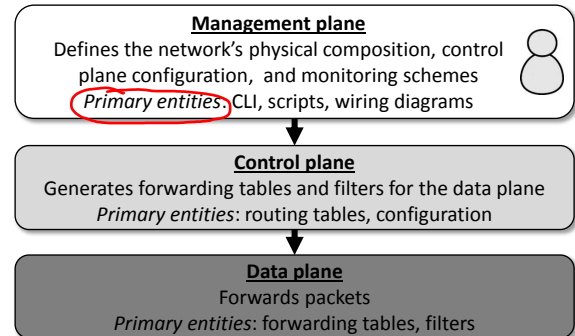 Management plane
Defines the network's physical composition, control
plane configuration, and monitoring schemes
Primary entities: CLI, scripts, wiring diagrams
Control plane
Generates forwarding tables and filters for the data plane
Primary entities: routing tables, configuration
Data plane
Forwards packets
Primary entities: forwarding tables, filters